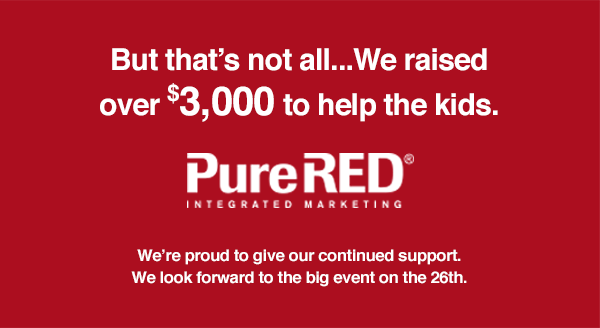 But that's not all...We raised
over $3,000 to help the kids.
PureRED®
INTEGRATED MARKETING
We're proud to give our continued support.
We look forward to the big event on the 26th.